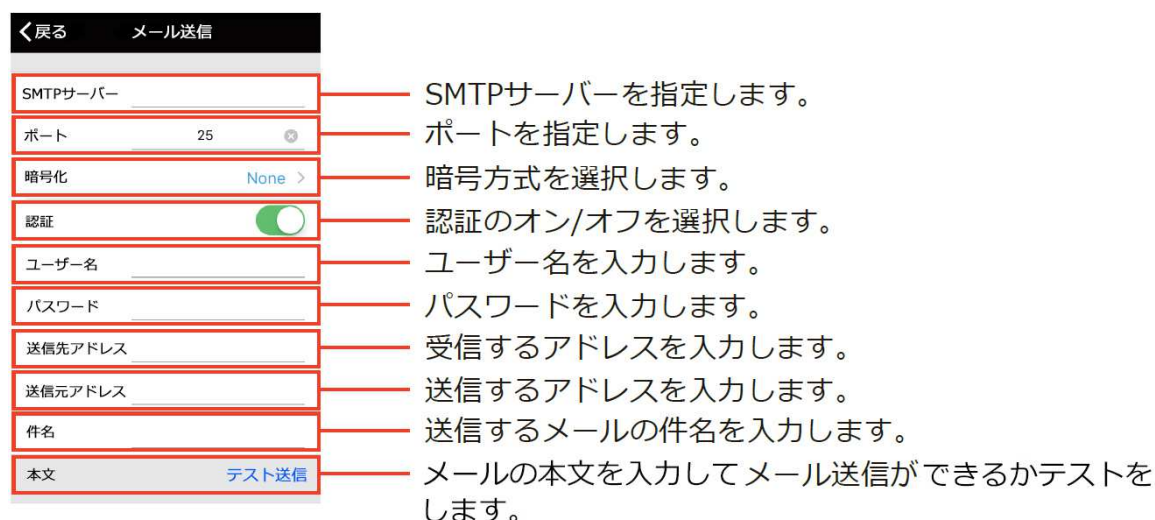 戻る メール送信
SMTPサーバー SMTPサーバーを指定します。
ポート 25 ポートを指定します。
暗号化 None 暗号方式を選択します。
認証 認証のオン/オフを選択します。
ユーザー名 ユーザー名を入力します。
パスワード パスワードを入力します。
送信先アドレス 受信するアドレスを入力します。
送信元アドレス 送信するアドレスを入力します。
件名 送信するメールの件名を入力します。
本文 テスト送信 メールの本文を入力してメール送信ができるかテストを
します。